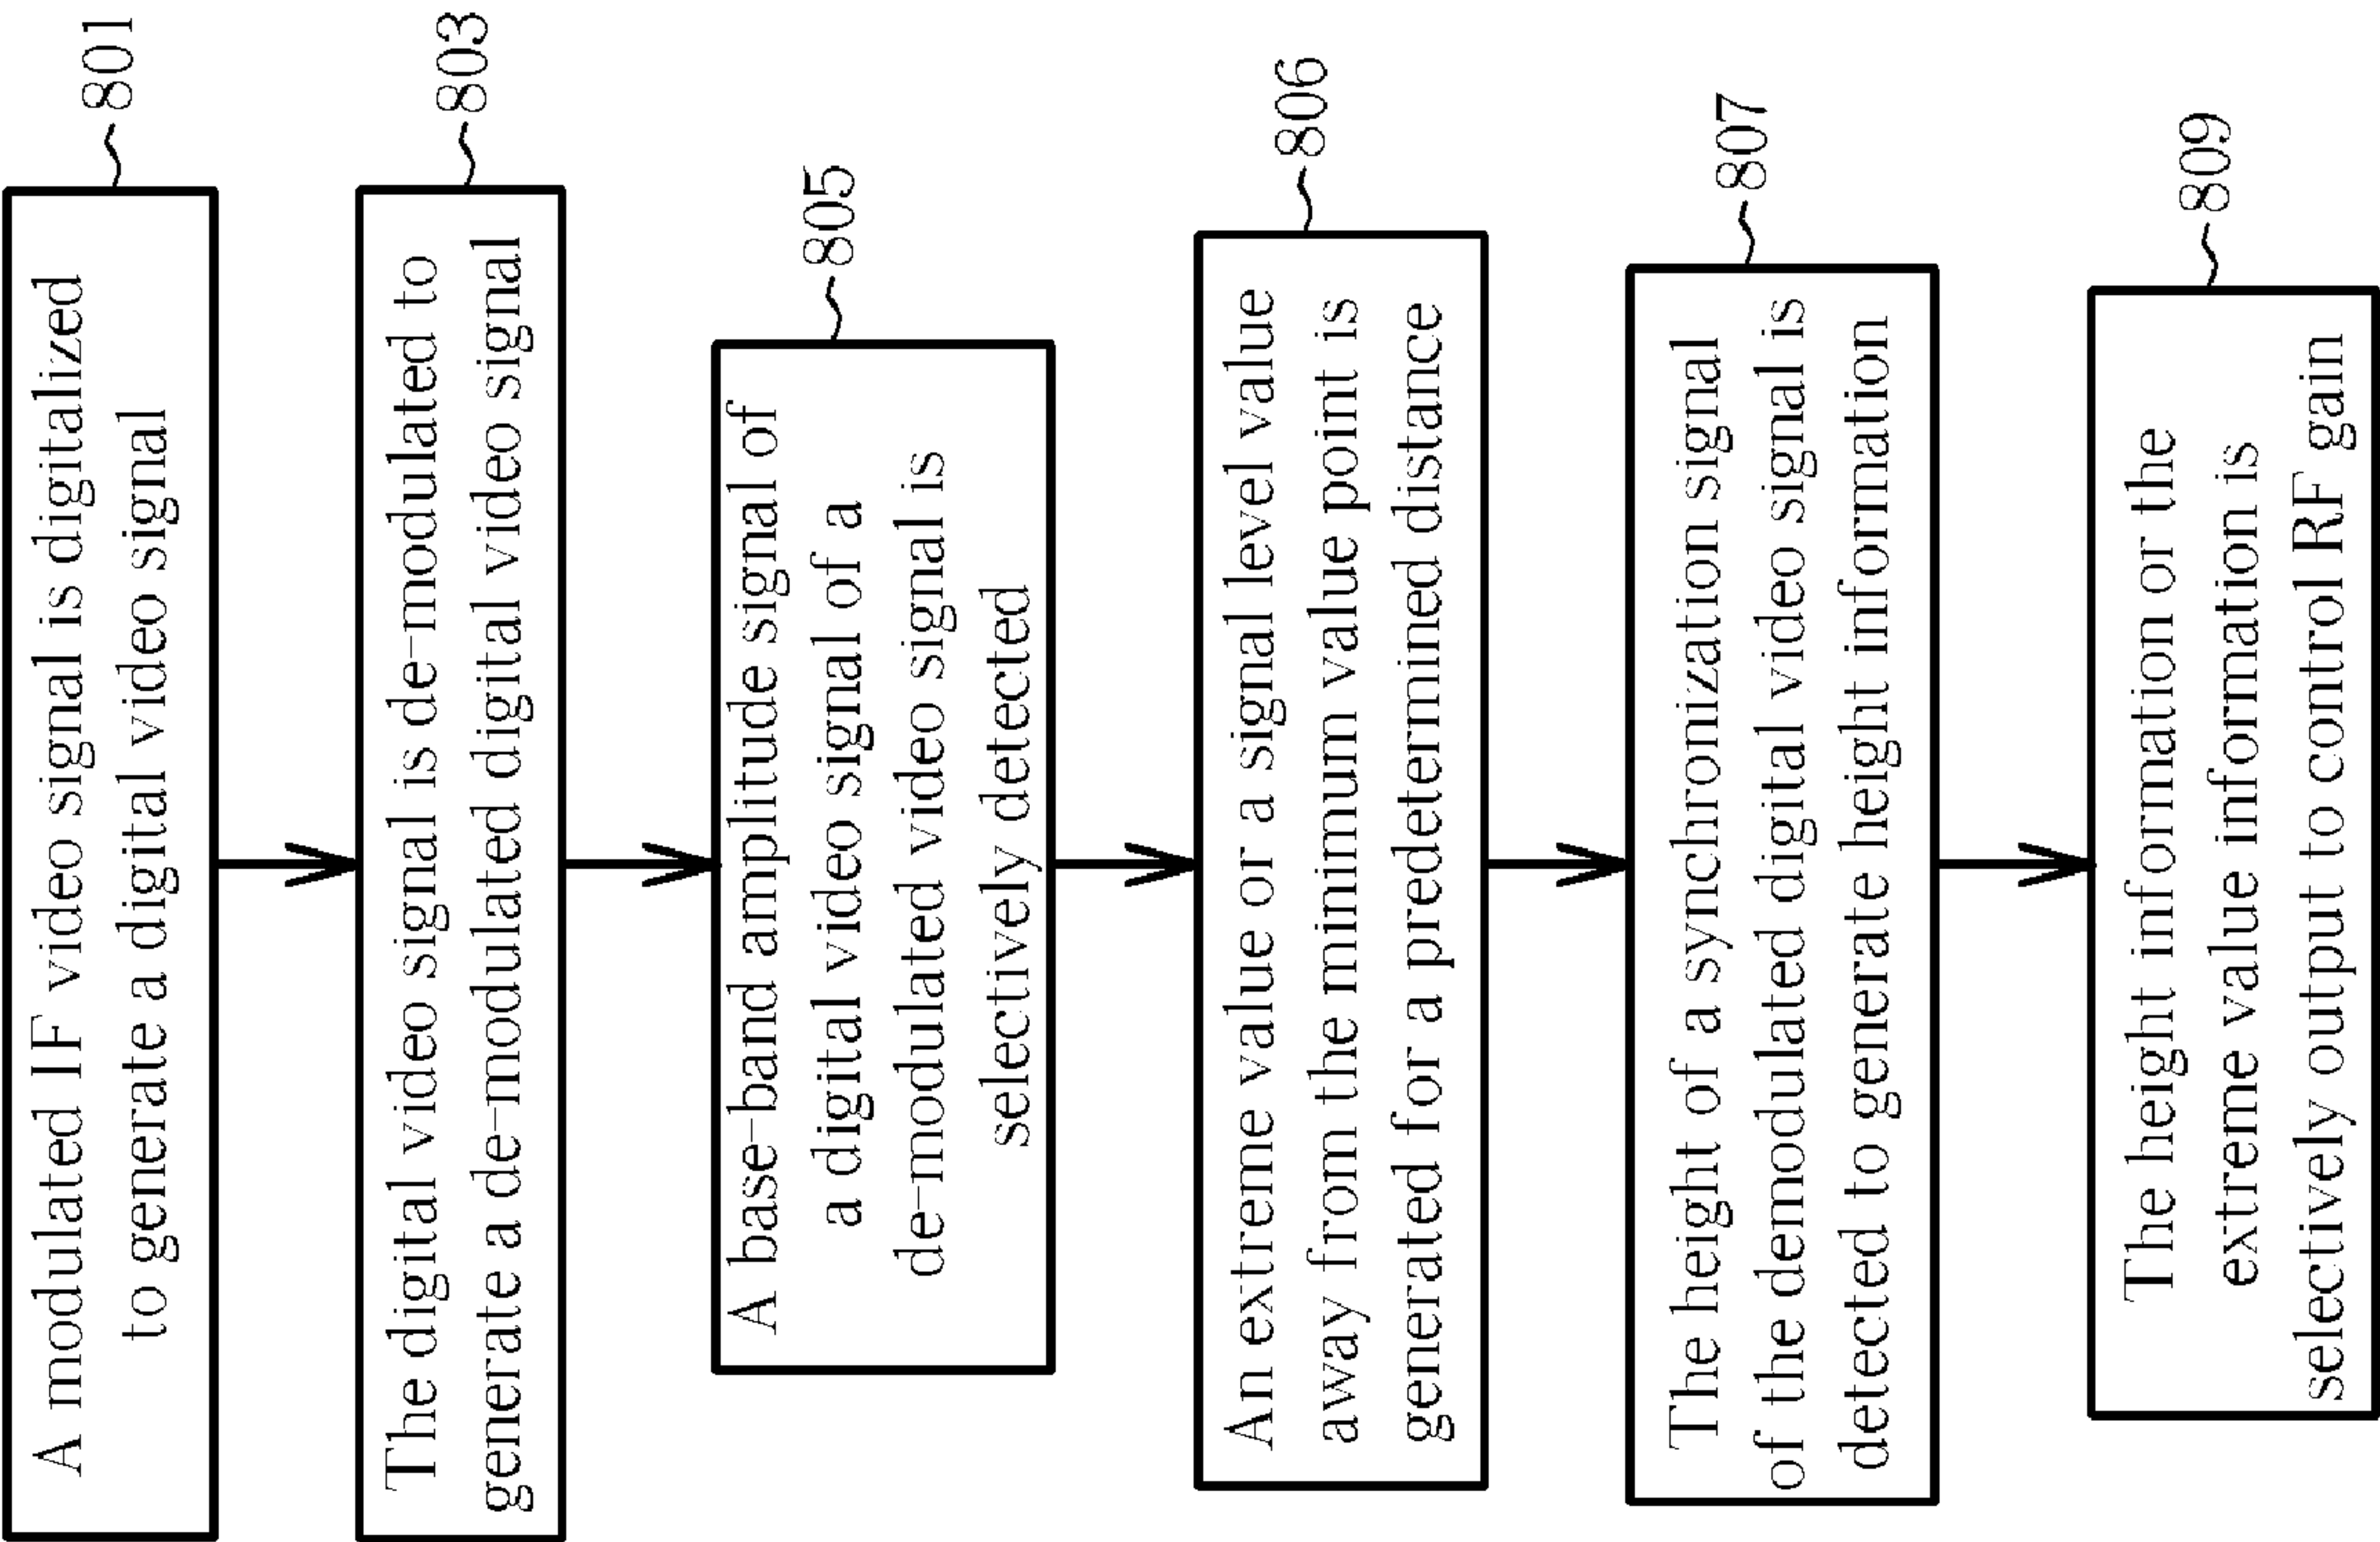 A modulated IF video signal is digitalized
to generate a digital video signal
801
The digital video signal is de-modulated to
generate a de-modulated digital video signal
803
A base-band amplitude signal of
a digital video signal of a
de-modulated video signal is
selectively detected
805
An extreme value or a signal level value
away from the minimum value point is
generated for a predetermined distance
806
The height of a synchronization signal
of the demodulated digital video signal is
detected to generate height information
807
The height information or the
extreme value information is
selectively output to control RF gain
809